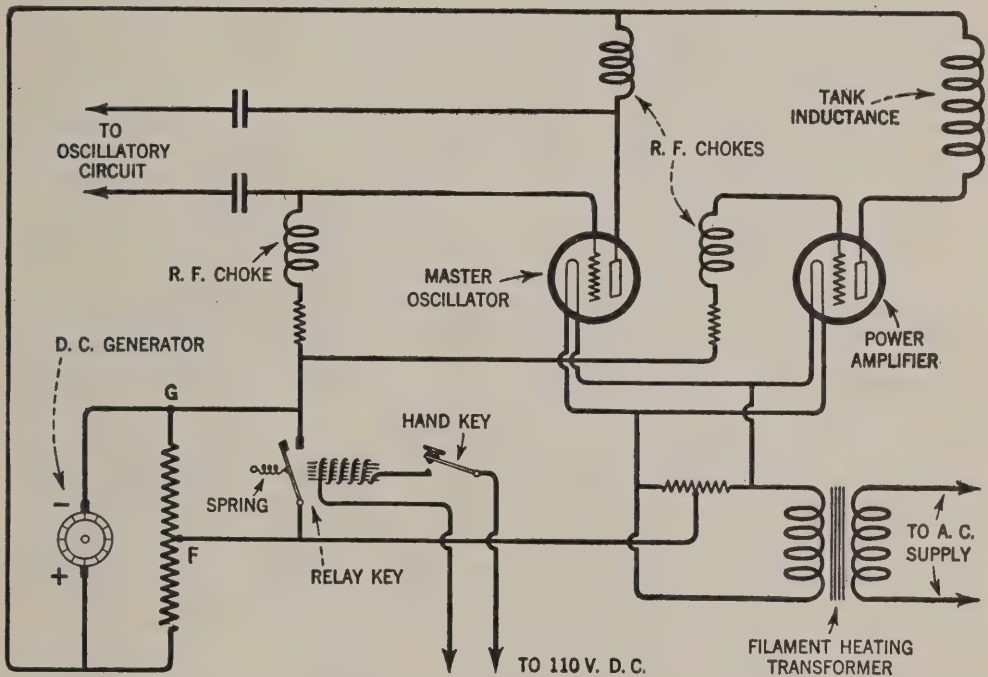 TANK
INDUCTANCE
TO
OSCILLATORY
CIRCUIT
R. F. CHOKES
R. F. CHOKE
MASTER
OSCILLATOR
POWER
AMPLIFIER
D. C. GENERATOR
G
HAND KEY
SPRING
-
+
F
RELAY KEY
TO A. C.
SUPPLY
TO 110 V. D. C.
FILAMENT HEATING
TRANSFORMER